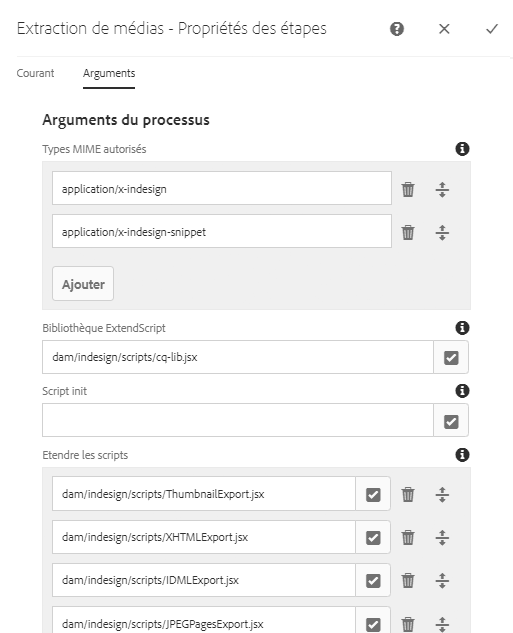 Extraction de médias - Propriétés des étapes
Courant Arguments
Arguments du processus
Types MIME autorisés
application/x-indesign
application/x-indesign-snippet
Ajouter
Bibliothèque ExtendScript
dam/indesign/scripts/cq-lib.jsx
Script init
Etendre les scripts
dam/indesign/scripts/ThumbnailExport.jsx
dam/indesign/scripts/XHTMLExport.jsx
dam/indesign/scripts/IDMLExport.jsx
dam/indesign/scripts/JPEGPagesExport.jsx